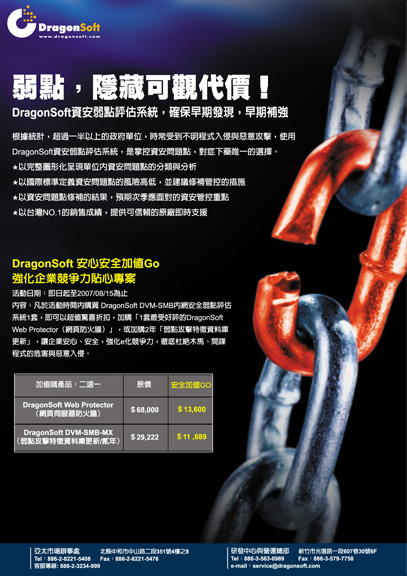 DragonSoft
www.dragonsoft.com
弱點，隱藏可觀代價！
DragonSoft資安弱點評估系統，確保早期發現，早期補強
根據統計，超過一半以上的政府單位，時常受到不明程式入侵與惡意攻擊，使用
DragonSoft資安弱點評估系統，是掌控資安問題點，對症下藥唯一的選擇。
★以完整圖形化呈現單位內資安問題點的分類與分析
★以國際標準定義資安問題點的風險高低，並建議修補管控的措施
★以資安問題點修補的結果，預期次季應面對的資安管控重點
★以台灣NO.1的銷售成績，提供可信賴的原廠即時支援
DragonSoft 安心安全加值Go
強化企業競爭力貼心專案
活動日期：即日起至2007/08/15為止
內容：凡於活動時間內購買 DragonSoft DVM-SMB內網安全弱點評估
系統1套，即可以超值驚喜折扣，加購「1套最受好評的DragonSoft
Web Protector（網頁防火牆）」，或加購2年「弱點攻擊特徵資料庫
更新」，讓企業安心、安全，強化e化競爭力，徹底杜絕木馬、間諜
程式的危害與惡意入侵。
加值購產品：二選一 原價 安全加值GO
DragonSoft Web Protector
（網頁伺服器防火牆） $ 68,000 $ 13,600
DragonSoft DVM-SMB-MX
（弱點攻擊特徵資料庫更新/貳年） $ 29,222 $ 11 ,689
亞太市場辦事處 北縣中和市中山路二段351號4樓之8
Tel：886-2-8221-5408 Fax：886-2-8221-5476
客服專線: 886-2-3234-999
研發中心與營運總部 新竹市光復路一段607巷30號6F
Tel：886-3-563-0989 Fax：886-3-579-7758
e-mail：service@dragonsoft.com